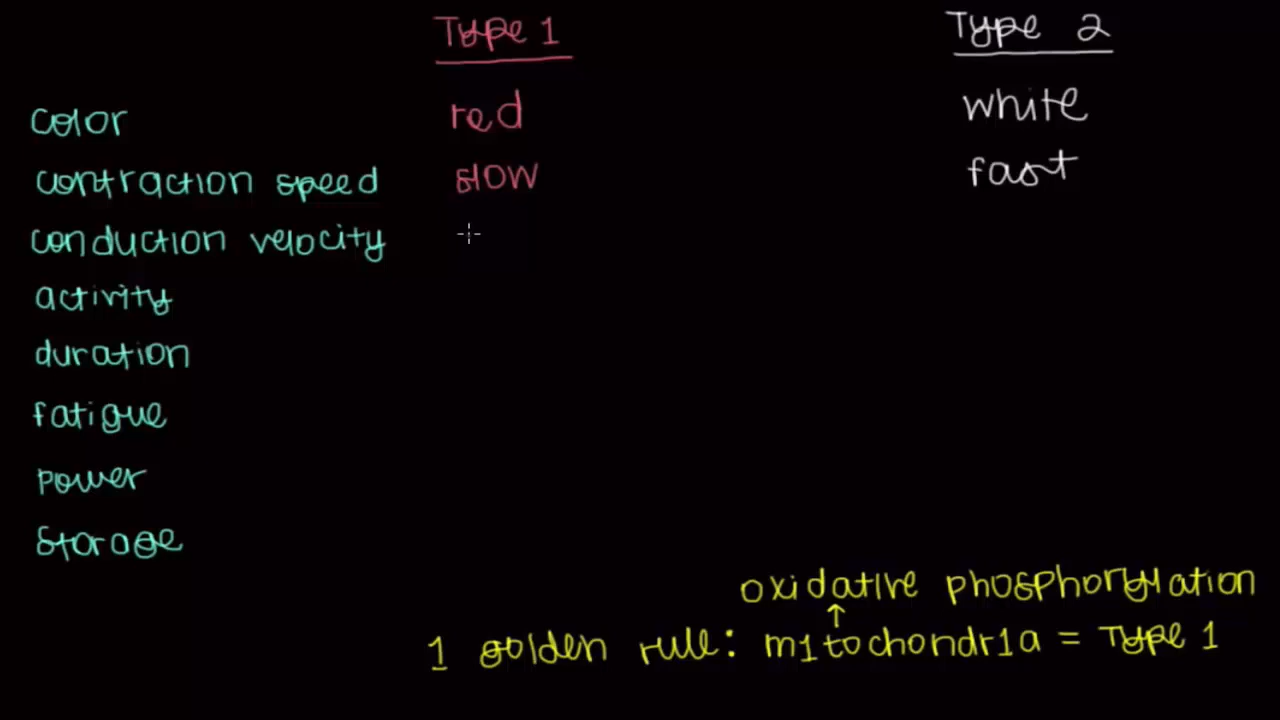 Type 1 Type 2
color red white
contraction speed slow fast
conduction velocity
activity
duration
fatigue
power
storage
oxidative phosphorylation
↑
1 golden rule: mitochondria = Type 1